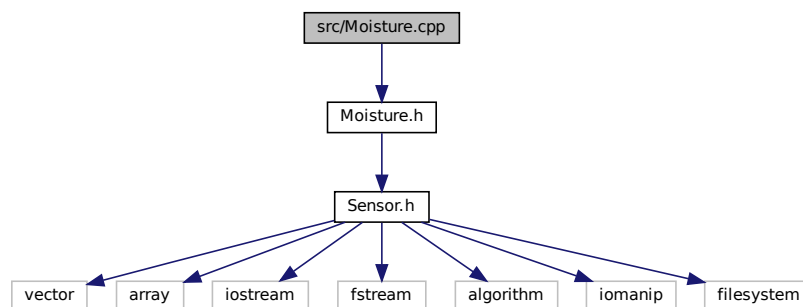 src/Moisture.cpp
Moisture.h
Sensor.h
vector array iostream fstream algorithm iomanip filesystem